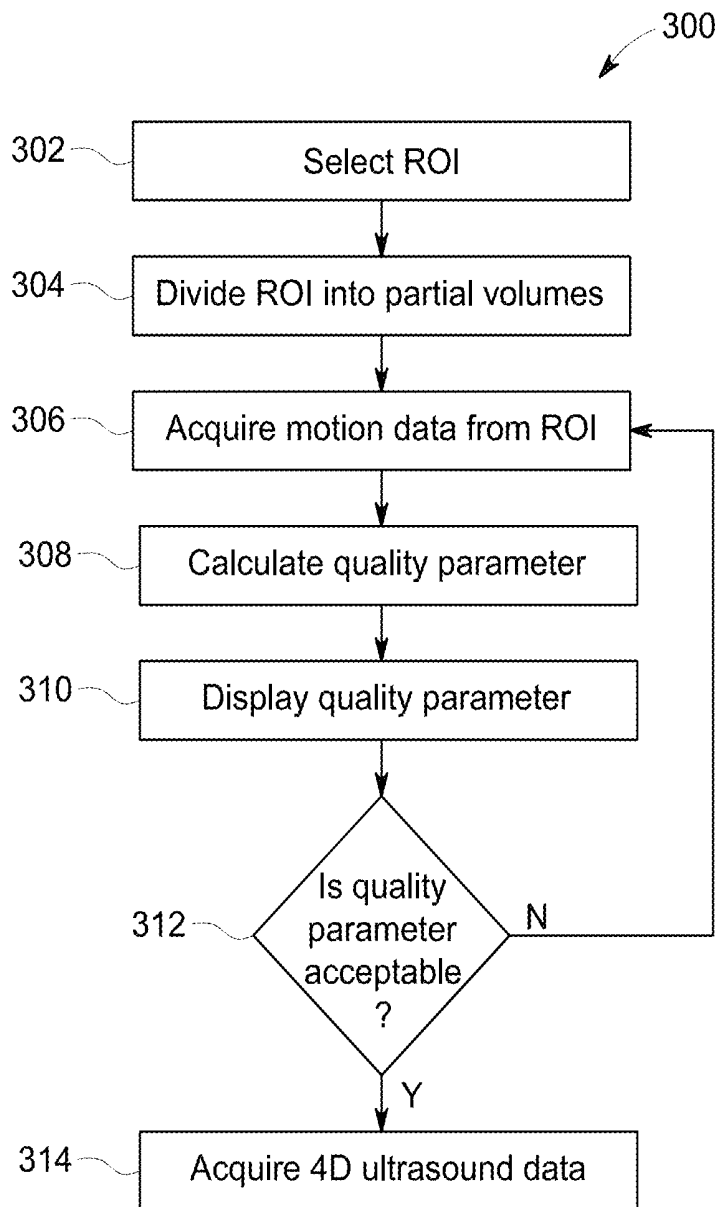 300
302
Select ROI
304
Divide ROI into partial volumes
306
Acquire motion data from ROI
308
Calculate quality parameter
310
Display quality parameter
312
Is quality
parameter
acceptable
?
N
Y
314
Acquire 4D ultrasound data